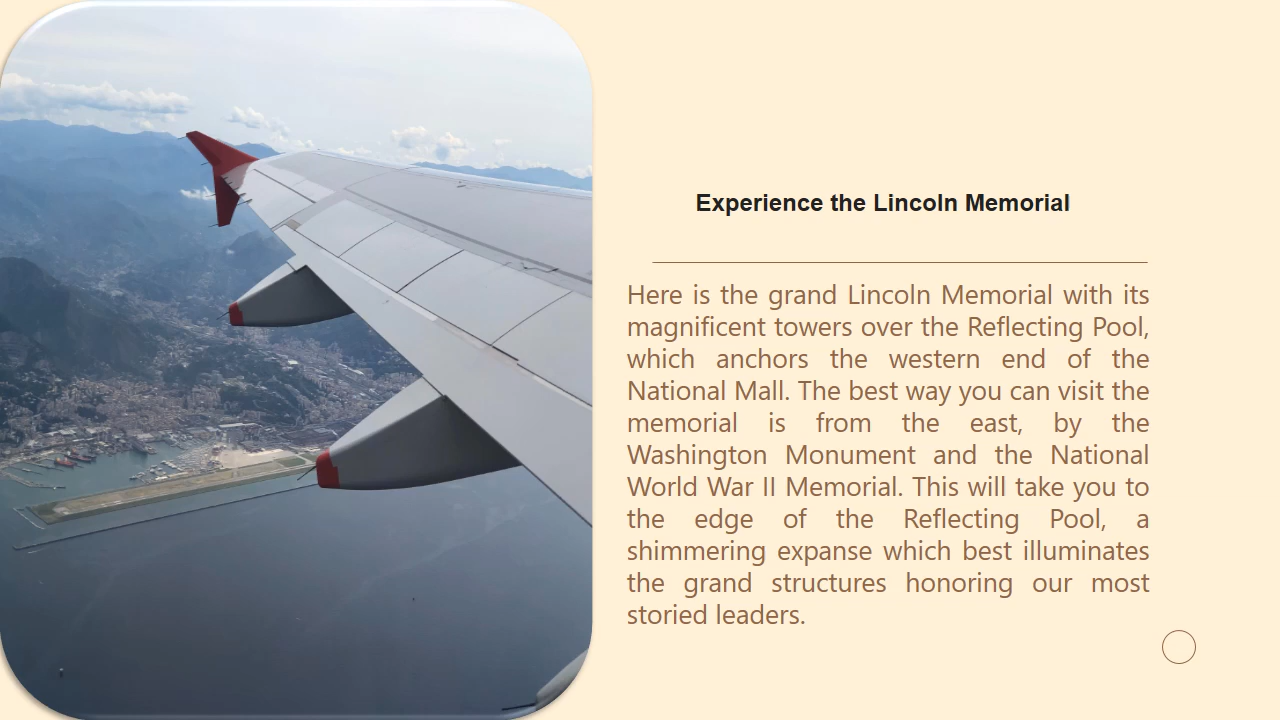 Experience the Lincoln Memorial
Here is the grand Lincoln Memorial with its
magnificent towers over the Reflecting Pool,
which anchors the western end of the
National Mall. The best way you can visit the
memorial is from the east, by the
Washington Monument and the National
World War II Memorial. This will take you to
the edge of the Reflecting Pool, a
shimmering expanse which best illuminates
the grand structures honoring our most
storied leaders.